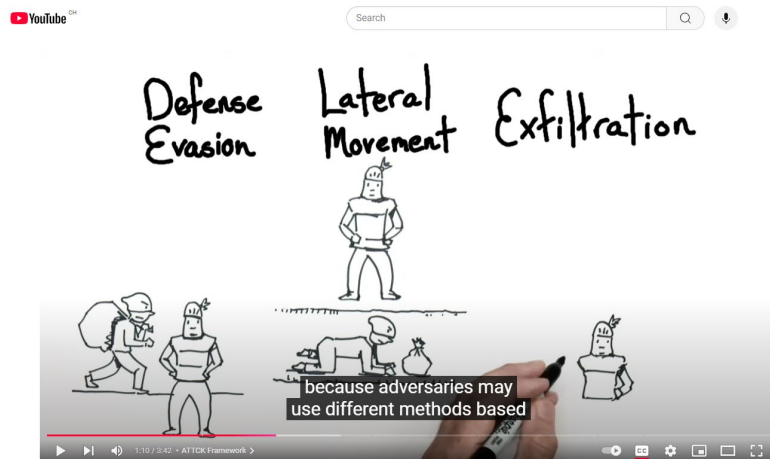 YouTube CH
Search
Defense
Evasion
Lateral
Movement
Exfiltration
because adversaries may
use different methods based
1:10 / 3:42 • ATTCK Framework >
CC